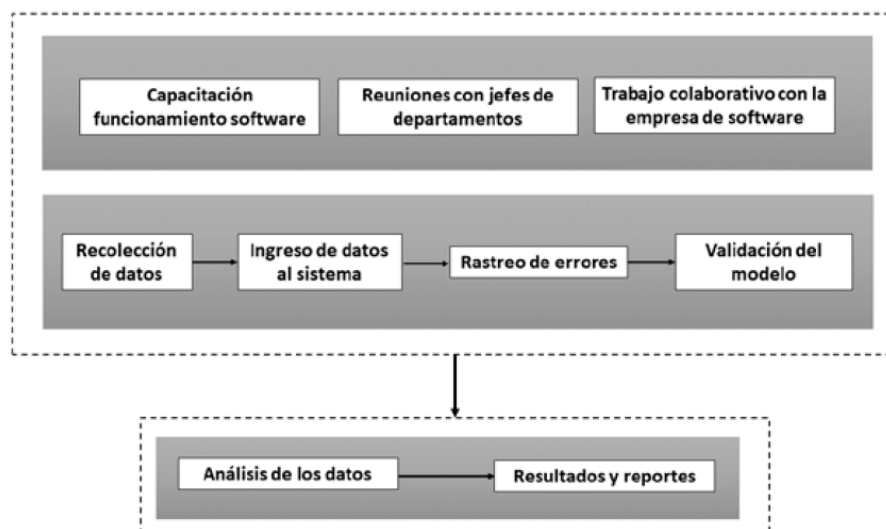 Capacitación
funcionamiento software
Reuniones con jefes de
departamentos
Trabajo colaborativo con la
empresa de software
Recolección
de datos
Ingreso de datos
al sistema
Rastreo de errores
Validación del
modelo
Análisis de los datos
Resultados y reportes